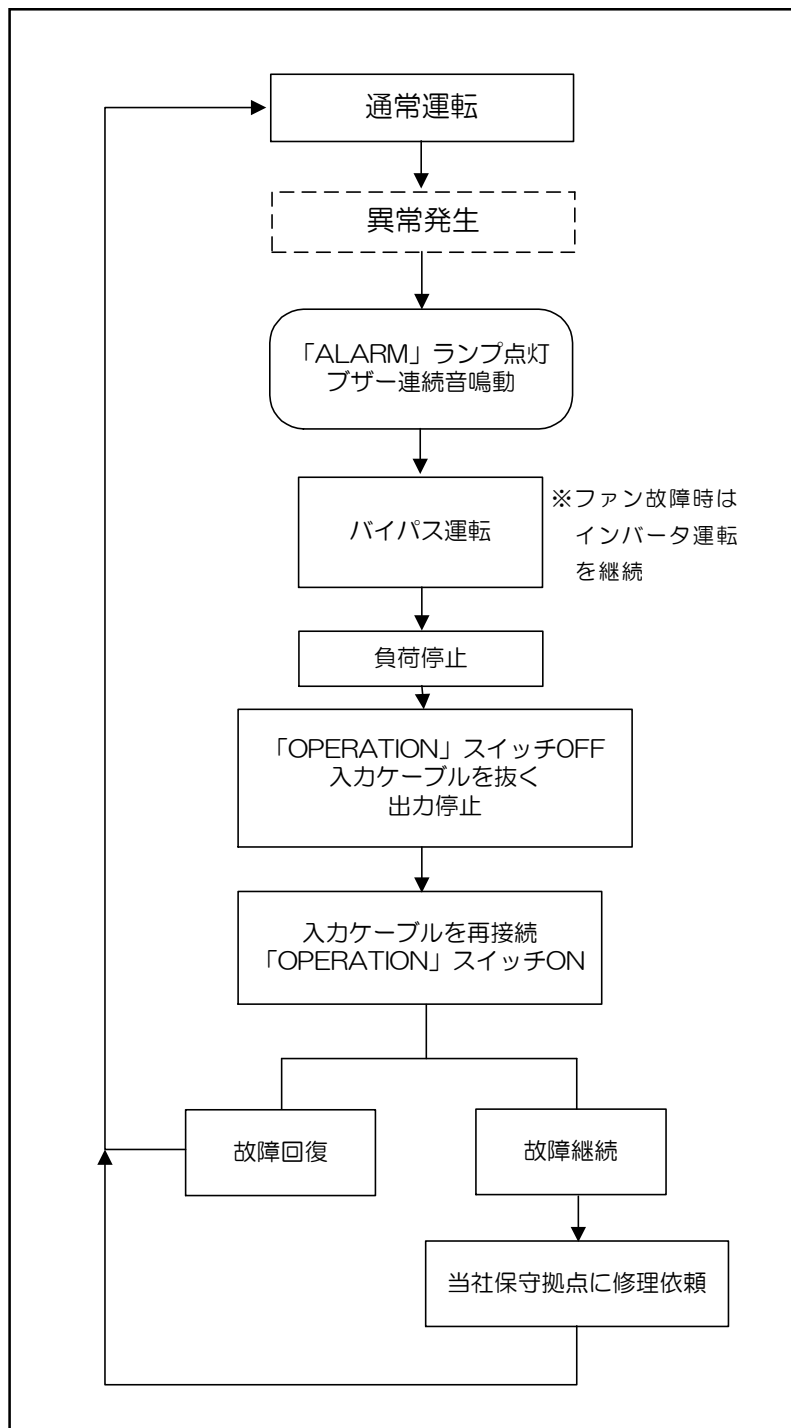 通常運転
異常発生
「ALARM」ランプ点灯
ブザー連続音鳴動
バイパス運転
※ファン故障時は
インバータ運転
を継続
負荷停止
「OPERATION」スイッチOFF
入力ケーブルを抜く
出力停止
入力ケーブルを再接続
「OPERATION」スイッチON
故障回復
故障継続
当社保守拠点に修理依頼